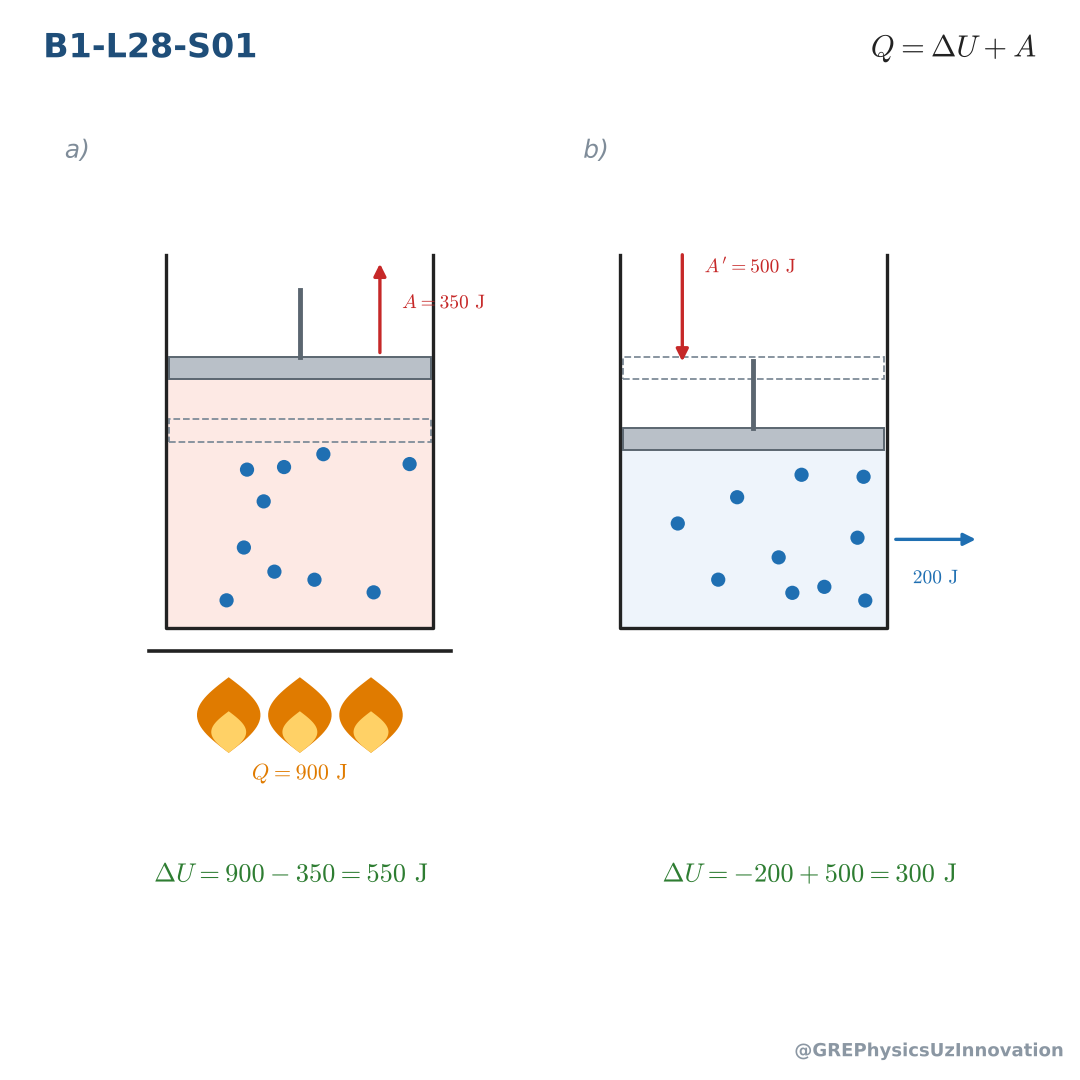 B1-L28-S01
Q = ΔU + A
a)
b)
A = 350 J
A′ = 500 J
200 J
Q = 900 J
ΔU = 900 − 350 = 550 J
ΔU = −200 + 500 = 300 J
@GREPhysicsUzInnovation